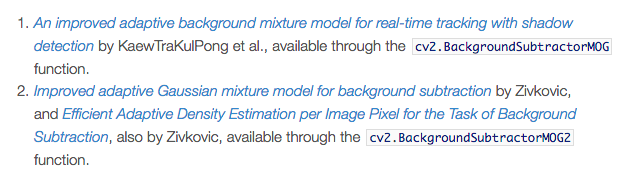 1. An improved adaptive background mixture model for real-time tracking with shadow
detection by KaewTraKulPong et al., available through the cv2.BackgroundSubtractorMOG
function.
2. Improved adaptive Gaussian mixture model for background subtraction by Zivkovic,
and Efficient Adaptive Density Estimation per Image Pixel for the Task of Background
Subtraction, also by Zivkovic, available through the cv2.BackgroundSubtractorMOG2
function.